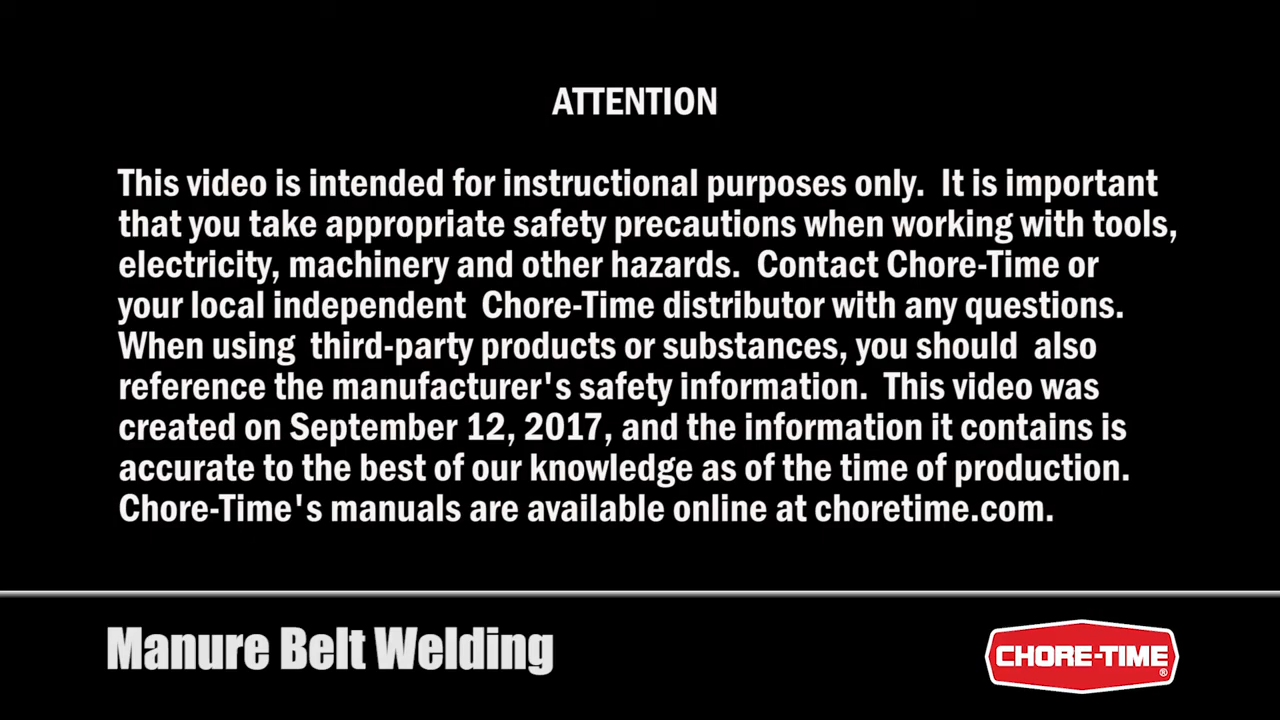 ATTENTION
This video is intended for instructional purposes only.  It is important
that you take appropriate safety precautions when working with tools,
electricity, machinery and other hazards.  Contact Chore-Time or
your local independent  Chore-Time distributor with any questions.
When using  third-party products or substances, you should  also
reference the manufacturer's safety information.  This video was
created on September 12, 2017, and the information it contains is
accurate to the best of our knowledge as of the time of production.
Chore-Time's manuals are available online at choretime.com.
Manure Belt Welding
CHORE-TIME®